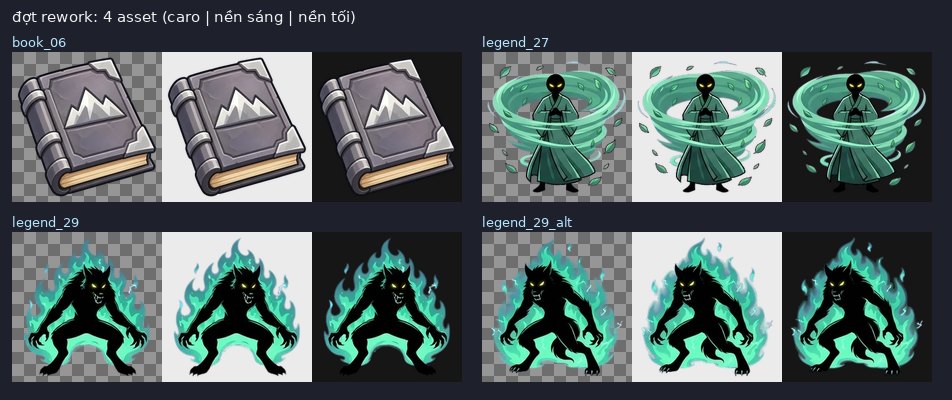 đợt rework: 4 asset (caro | nền sáng | nền tối)
book_06
legend_27
legend_29
legend_29_alt